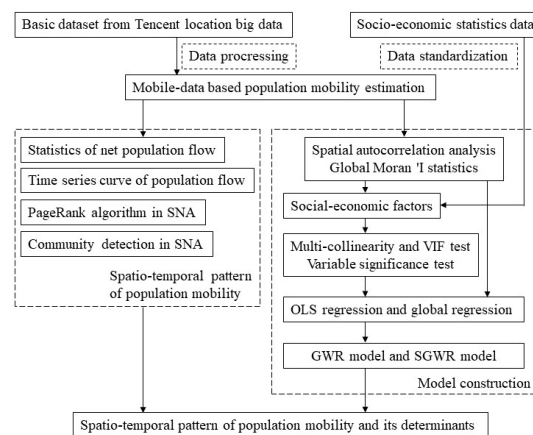 Basic dataset from Tencent location big data
Socio-economic statistics data
Data procressing
Data standardization
Mobile-data based population mobility estimation
Statistics of net population flow
Time series curve of population flow
PageRank algorithm in SNA
Community detection in SNA
Spatio-temporal pattern
of population mobility
Spatial autocorrelation analysis
Global Moran 'I statistics
Social-economic factors
Multi-collinearity and VIF test
Variable significance test
OLS regression and global regression
GWR model and SGWR model
Model construction
Spatio-temporal pattern of population mobility and its determinants